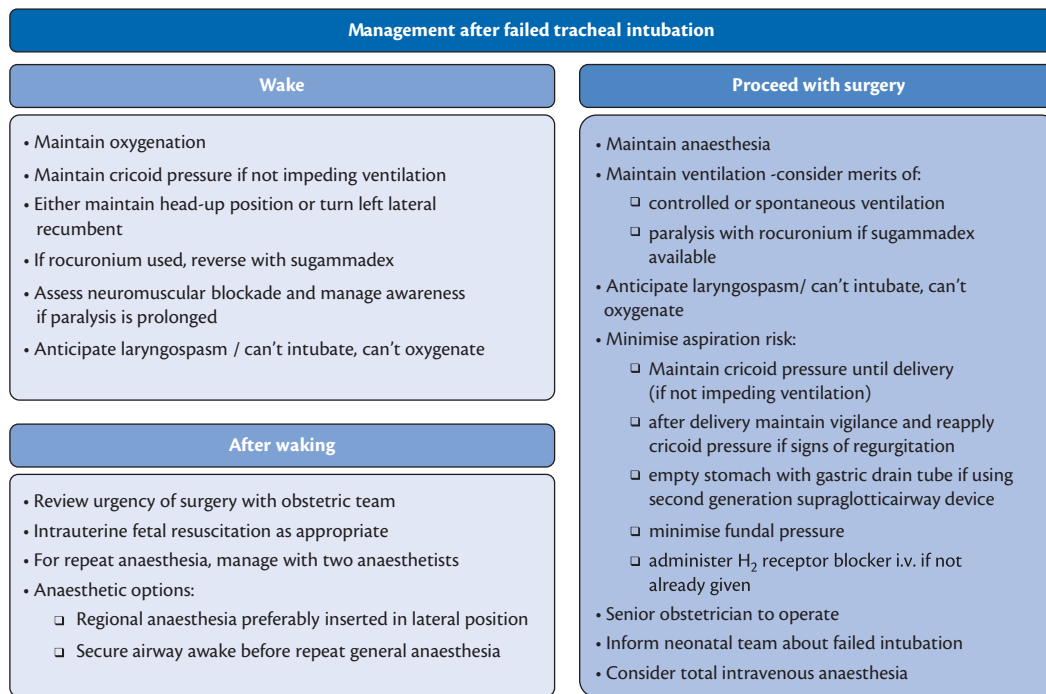 Management after failed tracheal intubation
Wake
• Maintain oxygenation
• Maintain cricoid pressure if not impeding ventilation
• Either maintain head-up position or turn left lateral
recumbent
• If rocuronium used, reverse with sugammadex
• Assess neuromuscular blockade and manage awareness
if paralysis is prolonged
• Anticipate laryngospasm / can't intubate, can't oxygenate
After waking
• Review urgency of surgery with obstetric team
• Intrauterine fetal resuscitation as appropriate
• For repeat anaesthesia, manage with two anaesthetists
• Anaesthetic options:
❑ Regional anaesthesia preferably inserted in lateral position
❑ Secure airway awake before repeat general anaesthesia
Proceed with surgery
• Maintain anaesthesia
• Maintain ventilation -consider merits of:
❑ controlled or spontaneous ventilation
❑ paralysis with rocuronium if sugammadex
available
• Anticipate laryngospasm/ can't intubate, can't
oxygenate
• Minimise aspiration risk:
❑ Maintain cricoid pressure until delivery
(if not impeding ventilation)
❑ after delivery maintain vigilance and reapply
cricoid pressure if signs of regurgitation
❑ empty stomach with gastric drain tube if using
second generation supraglotticairway device
❑ minimise fundal pressure
❑ administer H₂ receptor blocker i.v. if not
already given
• Senior obstetrician to operate
• Inform neonatal team about failed intubation
• Consider total intravenous anaesthesia